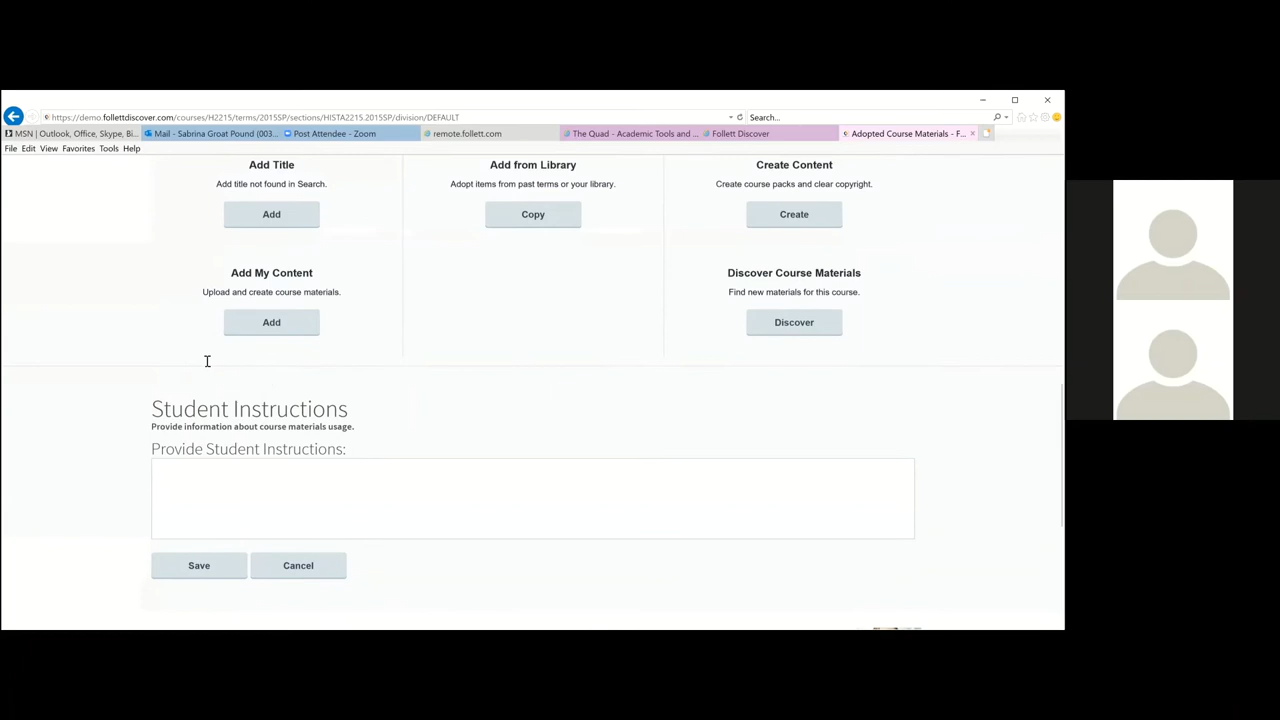 https://demo.follettdiscover.com/courses/H2215/terms/2015SP/sections/HISTA2215.2015SP/division/DEFAULT
Search...
MSN | Outlook, Office, Skype, Bi...
Mail - Sabrina Groat Pound (003...
Post Attendee - Zoom
remote.follett.com
The Quad - Academic Tools and ...
Follett Discover
Adopted Course Materials - F...
File Edit View Favorites Tools Help
Add Title
Add title not found in Search.
Add
Add from Library
Adopt items from past terms or your library.
Copy
Create Content
Create course packs and clear copyright.
Create
Add My Content
Upload and create course materials.
Add
Discover Course Materials
Find new materials for this course.
Discover
Student Instructions
Provide information about course materials usage.
Provide Student Instructions:
Save
Cancel